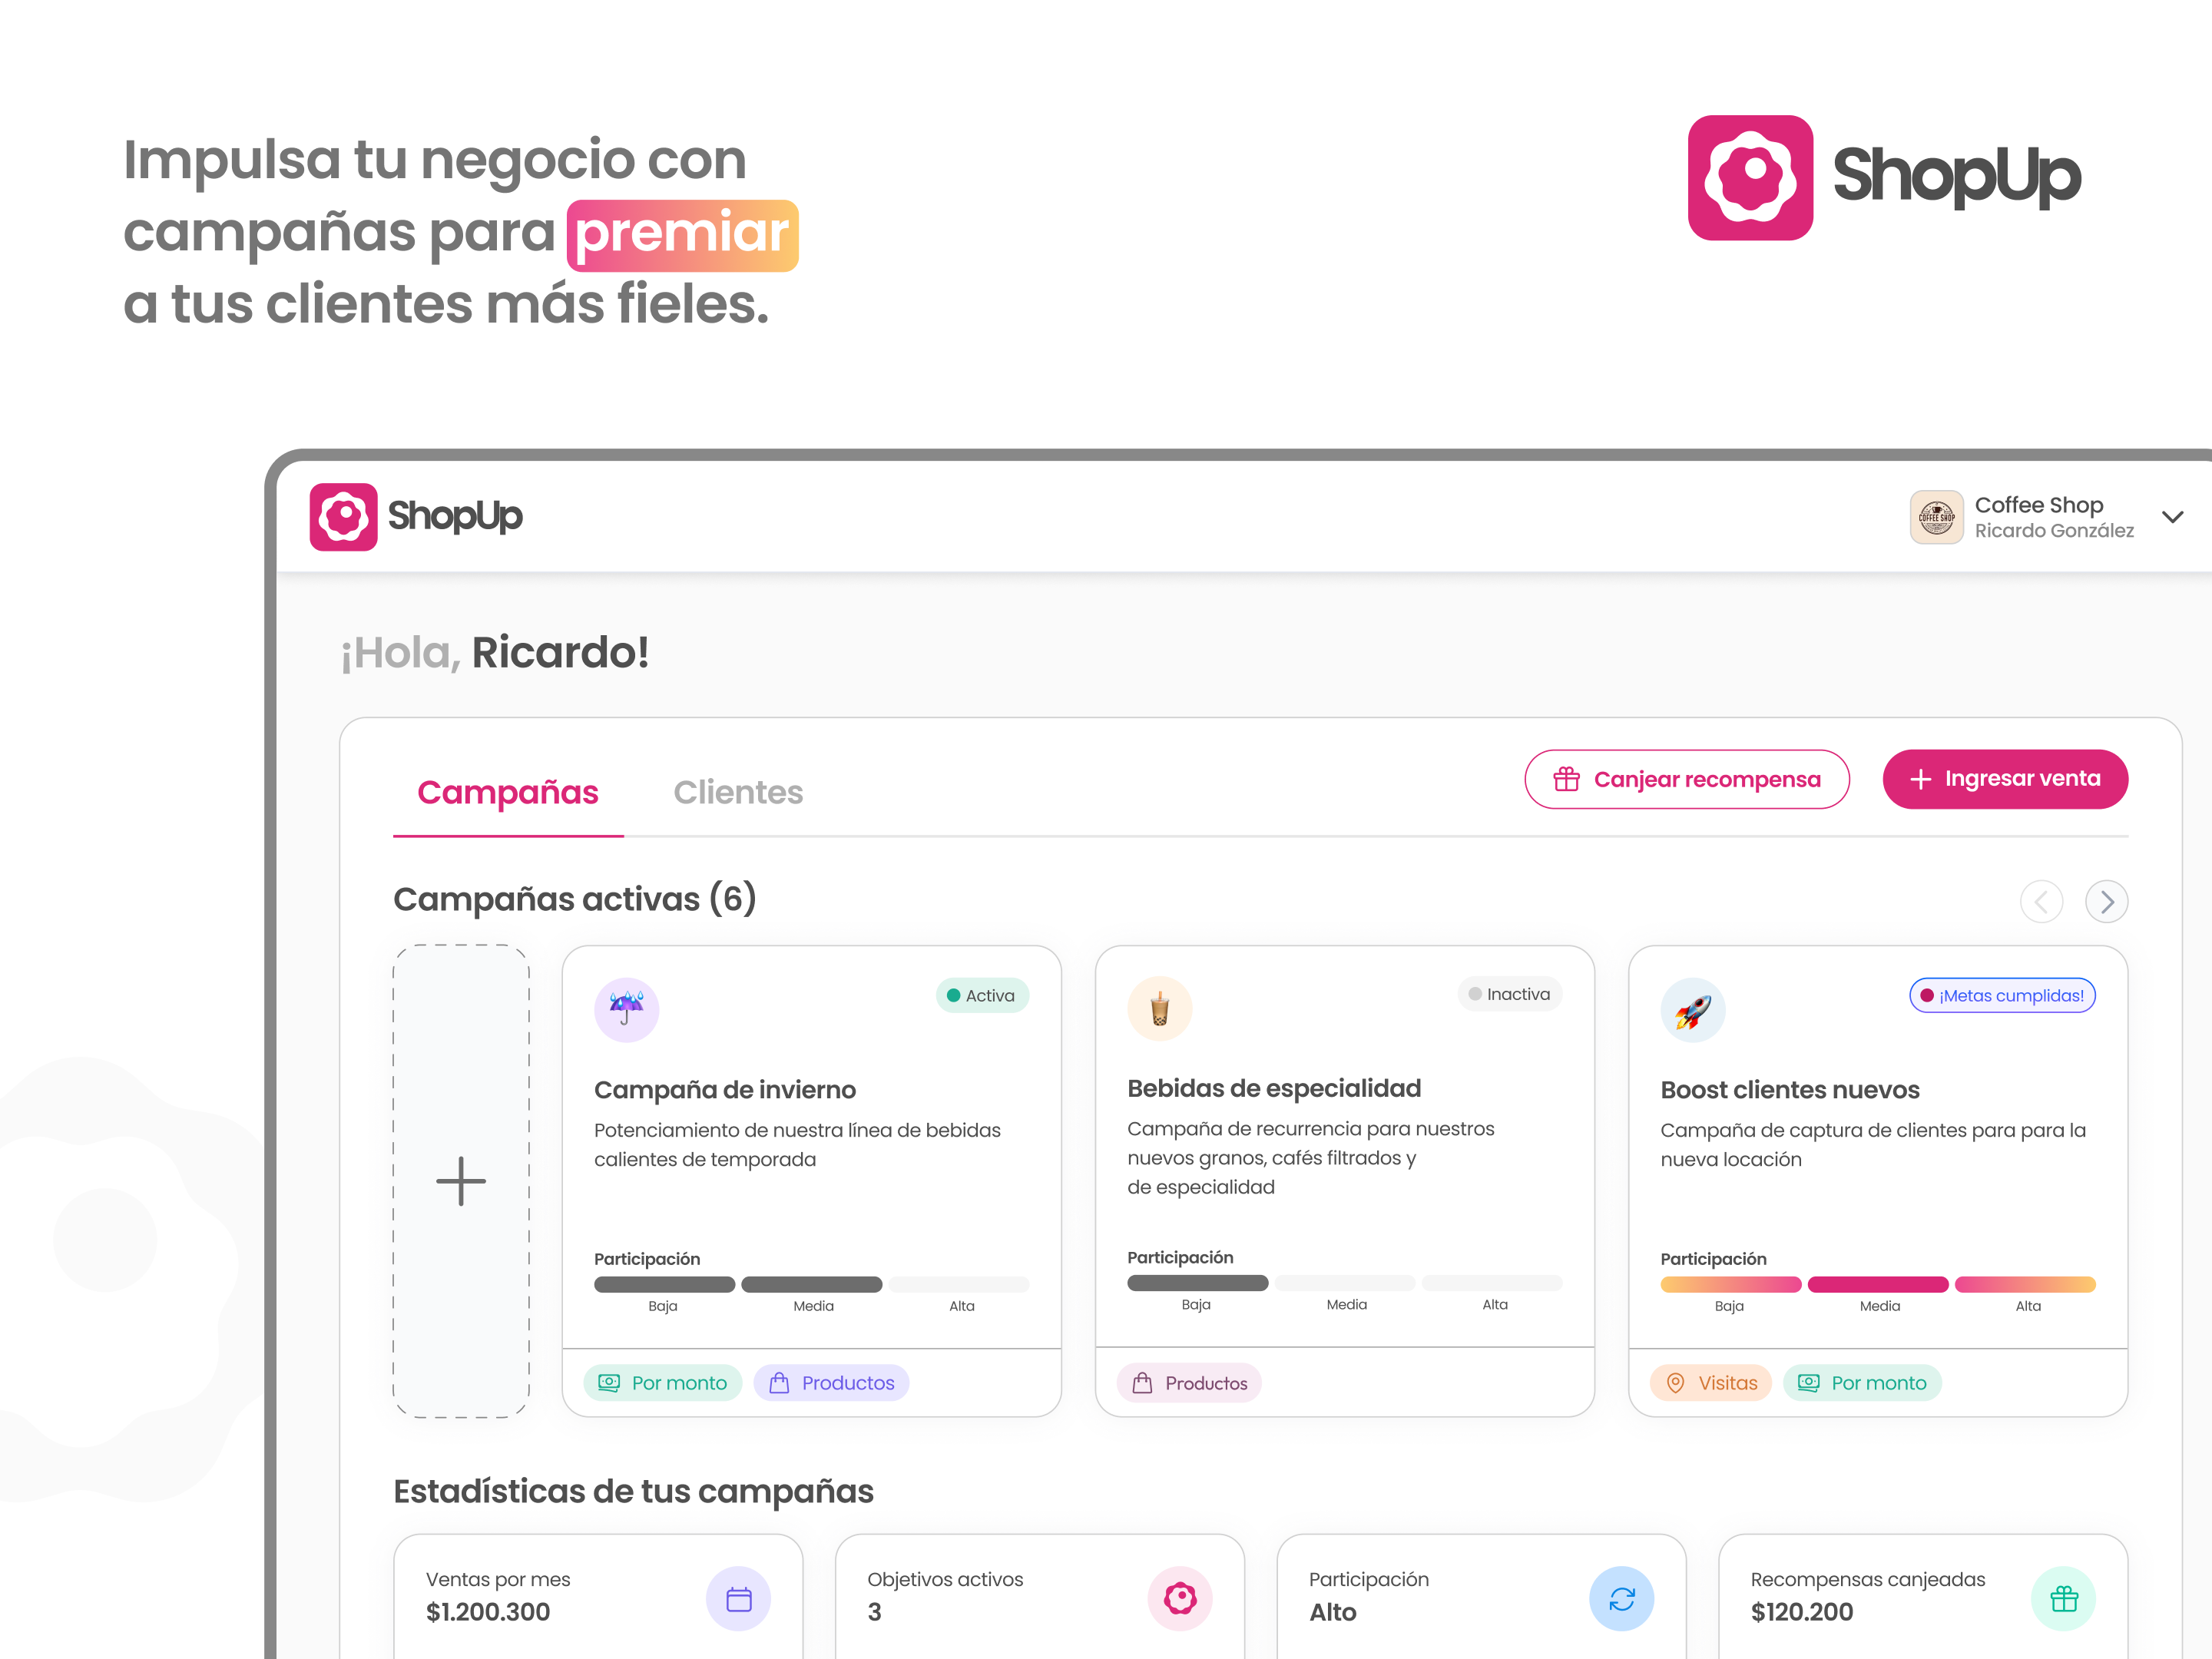 Impulsa tu negocio con
campañas para premiar
a tus clientes más fieles.
ShopUp
ShopUp
COFFEE SHOP
Coffee Shop
Ricardo González
¡Hola, Ricardo!
Campañas
Clientes
Canjear recompensa
Ingresar venta
Campañas activas (6)
Activa
Campaña de invierno
Potenciamiento de nuestra línea de bebidas
calientes de temporada
Participación
Baja
Media
Alta
Por monto
Productos
Inactiva
Bebidas de especialidad
Campaña de recurrencia para nuestros
nuevos granos, cafés filtrados y
de especialidad
Participación
Baja
Media
Alta
Productos
¡Metas cumplidas!
Boost clientes nuevos
Campaña de captura de clientes para para la
nueva locación
Participación
Baja
Media
Alta
Visitas
Por monto
Estadísticas de tus campañas
Ventas por mes
$1.200.300
Objetivos activos
3
Participación
Alto
Recompensas canjeadas
$120.200